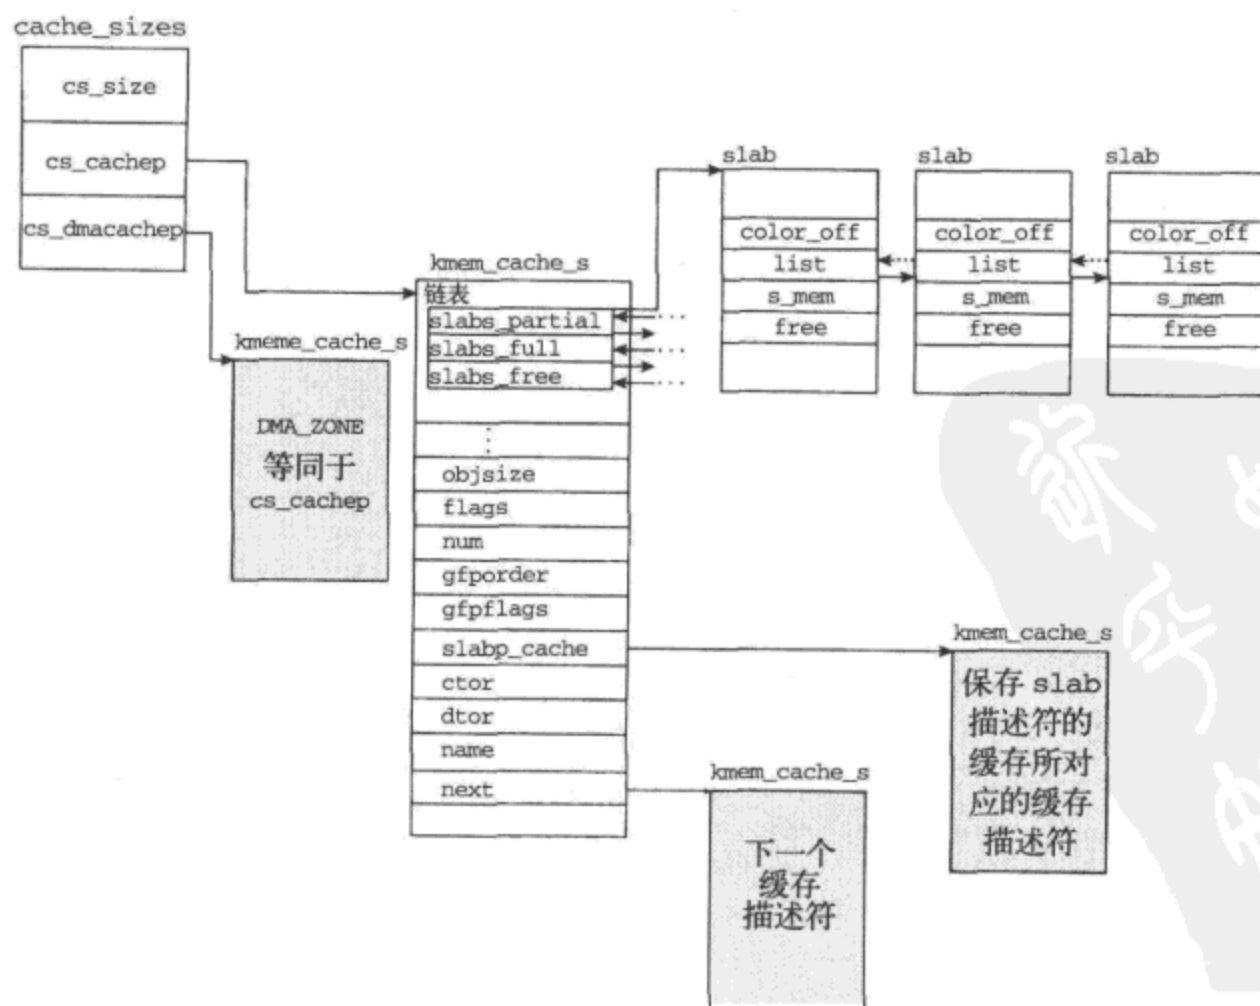 cache_sizes
cs_size
cs_cachep
cs_dmacachep
kmeme_cache_s
DMA_ZONE
等同于
cs_cachep
kmem_cache_s
链表
slabs_partial
slabs_full
slabs_free
objsize
flags
num
gfporder
gfpflags
slabp_cache
ctor
dtor
name
next
slab
color_off
list
s_mem
free
slab
color_off
list
s_mem
free
slab
color_off
list
s_mem
free
kmem_cache_s
保存 slab
描述符的
缓存所对
应的缓存
描述符
kmem_cache_s
下一个
缓存
描述符